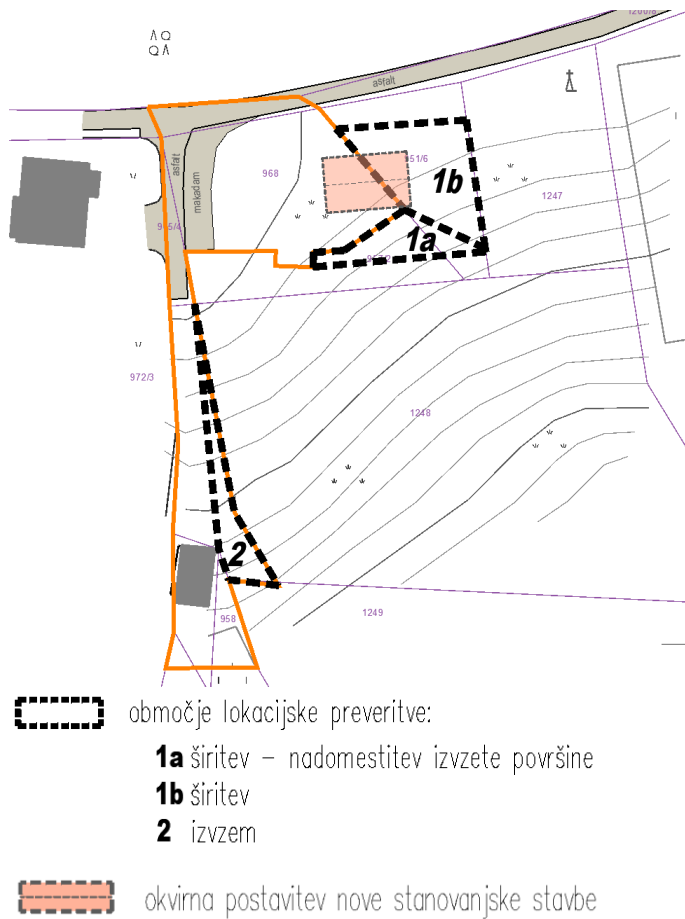 asfalt
968
51/6
1b
1247
asfalt
makadam
1a
972/3
1248
2
958
1249
območje lokacijske preveritve:
1a širitev – nadomestitev izvzete površine
1b širitev
2 izvzem
okvirna postavitev nove stanovanjske stavbe